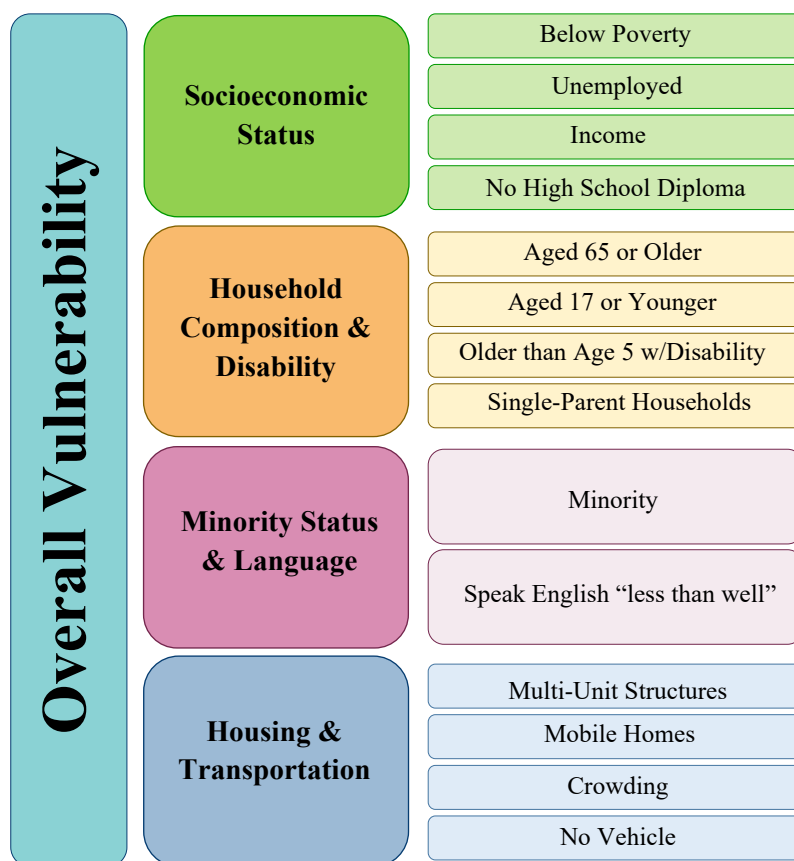 Overall Vulnerability
Socioeconomic
Status
Below Poverty
Unemployed
Income
No High School Diploma
Household
Composition &
Disability
Aged 65 or Older
Aged 17 or Younger
Older than Age 5 w/Disability
Single-Parent Households
Minority Status
& Language
Minority
Speak English “less than well”
Housing &
Transportation
Multi-Unit Structures
Mobile Homes
Crowding
No Vehicle